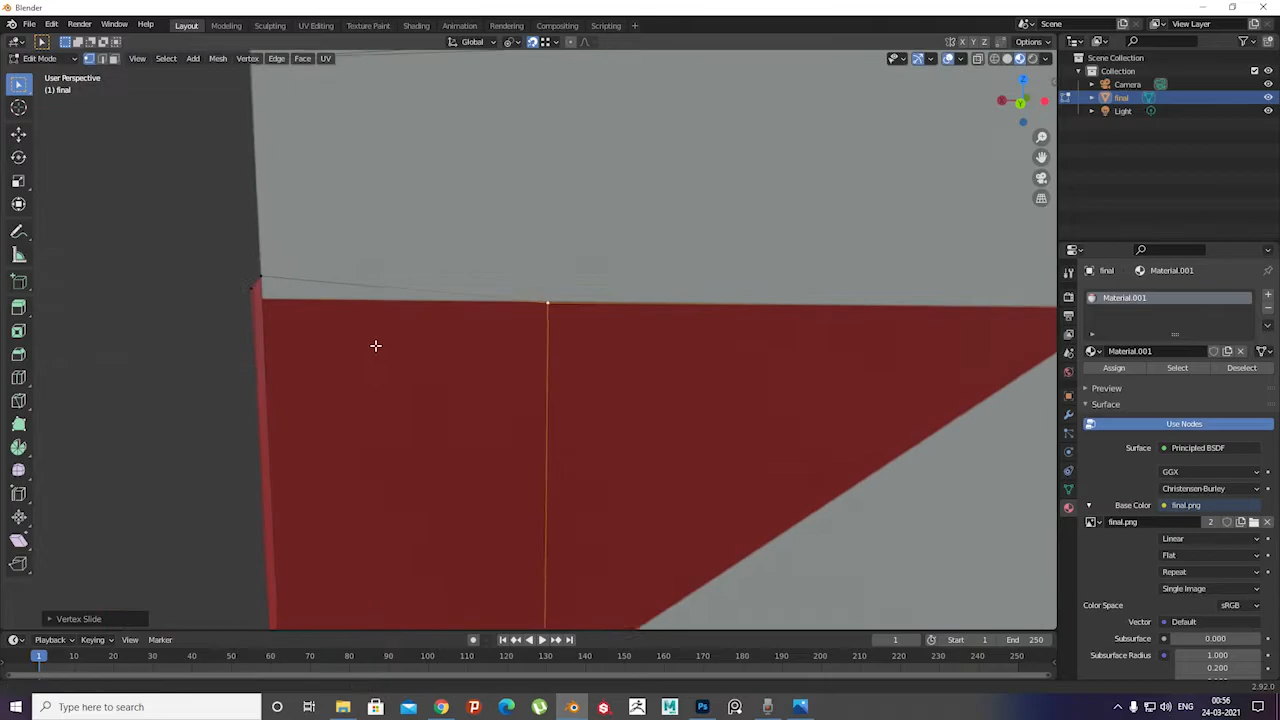 Blender
File Edit Render Window Help Layout Modeling Sculpting UV Editing Texture Paint Shading Animation Rendering Compositing Scripting + Scene View Layer
Global X Y Z Options
Edit Mode View Select Add Mesh Vertex Edge Face UV
User Perspective
(1) final
Z
X
Y
Scene Collection
Collection
Camera
final
Light
final Material.001
Material.001
Material.001
Assign Select Deselect
Preview
Surface
Use Nodes
Surface Principled BSDF
GGX
Christensen-Burley
Base Color final.png
final.png 2
Linear
Flat
Repeat
Single Image
Color Space sRGB
Vector Default
Subsurface 0.000
Subsurface Radius 1.000
0.200
Vertex Slide
Playback Keying View Marker 1 Start 1 End 250
1 10 20 30 40 50 60 70 80 90 100 110 120 130 140 150 160 170 180 190 200 210 220 230 240 250
2.92.0
Type here to search
ENG
00:56
24-03-2021